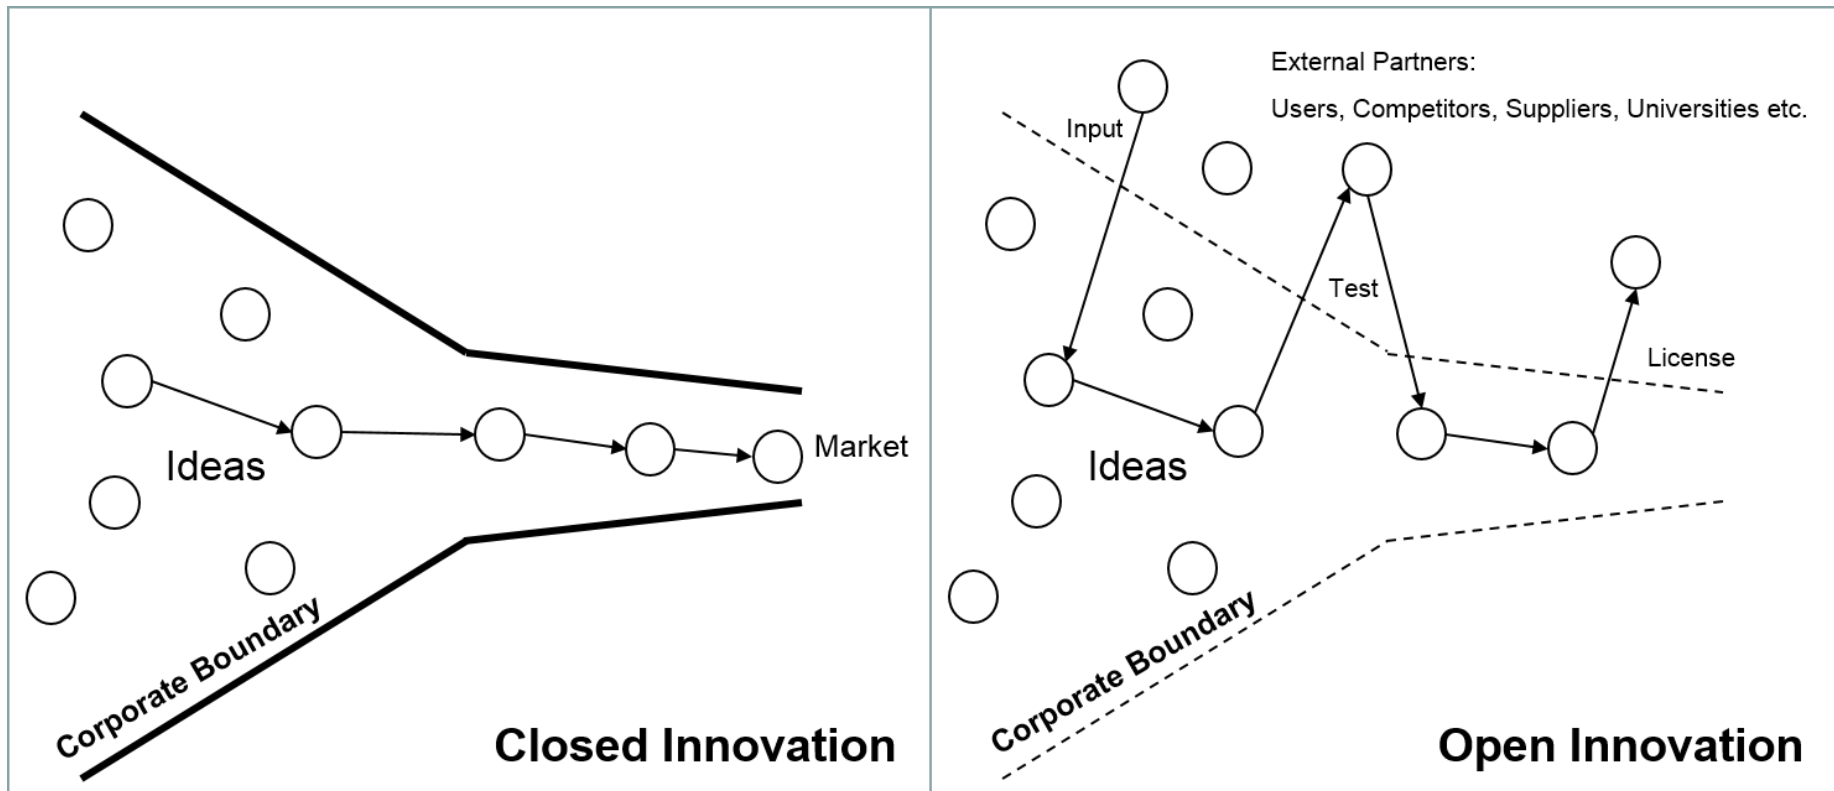 Ideas
Market
Corporate Boundary
Closed Innovation
External Partners:
Users, Competitors, Suppliers, Universities etc.
Input
Test
License
Ideas
Corporate Boundary
Open Innovation